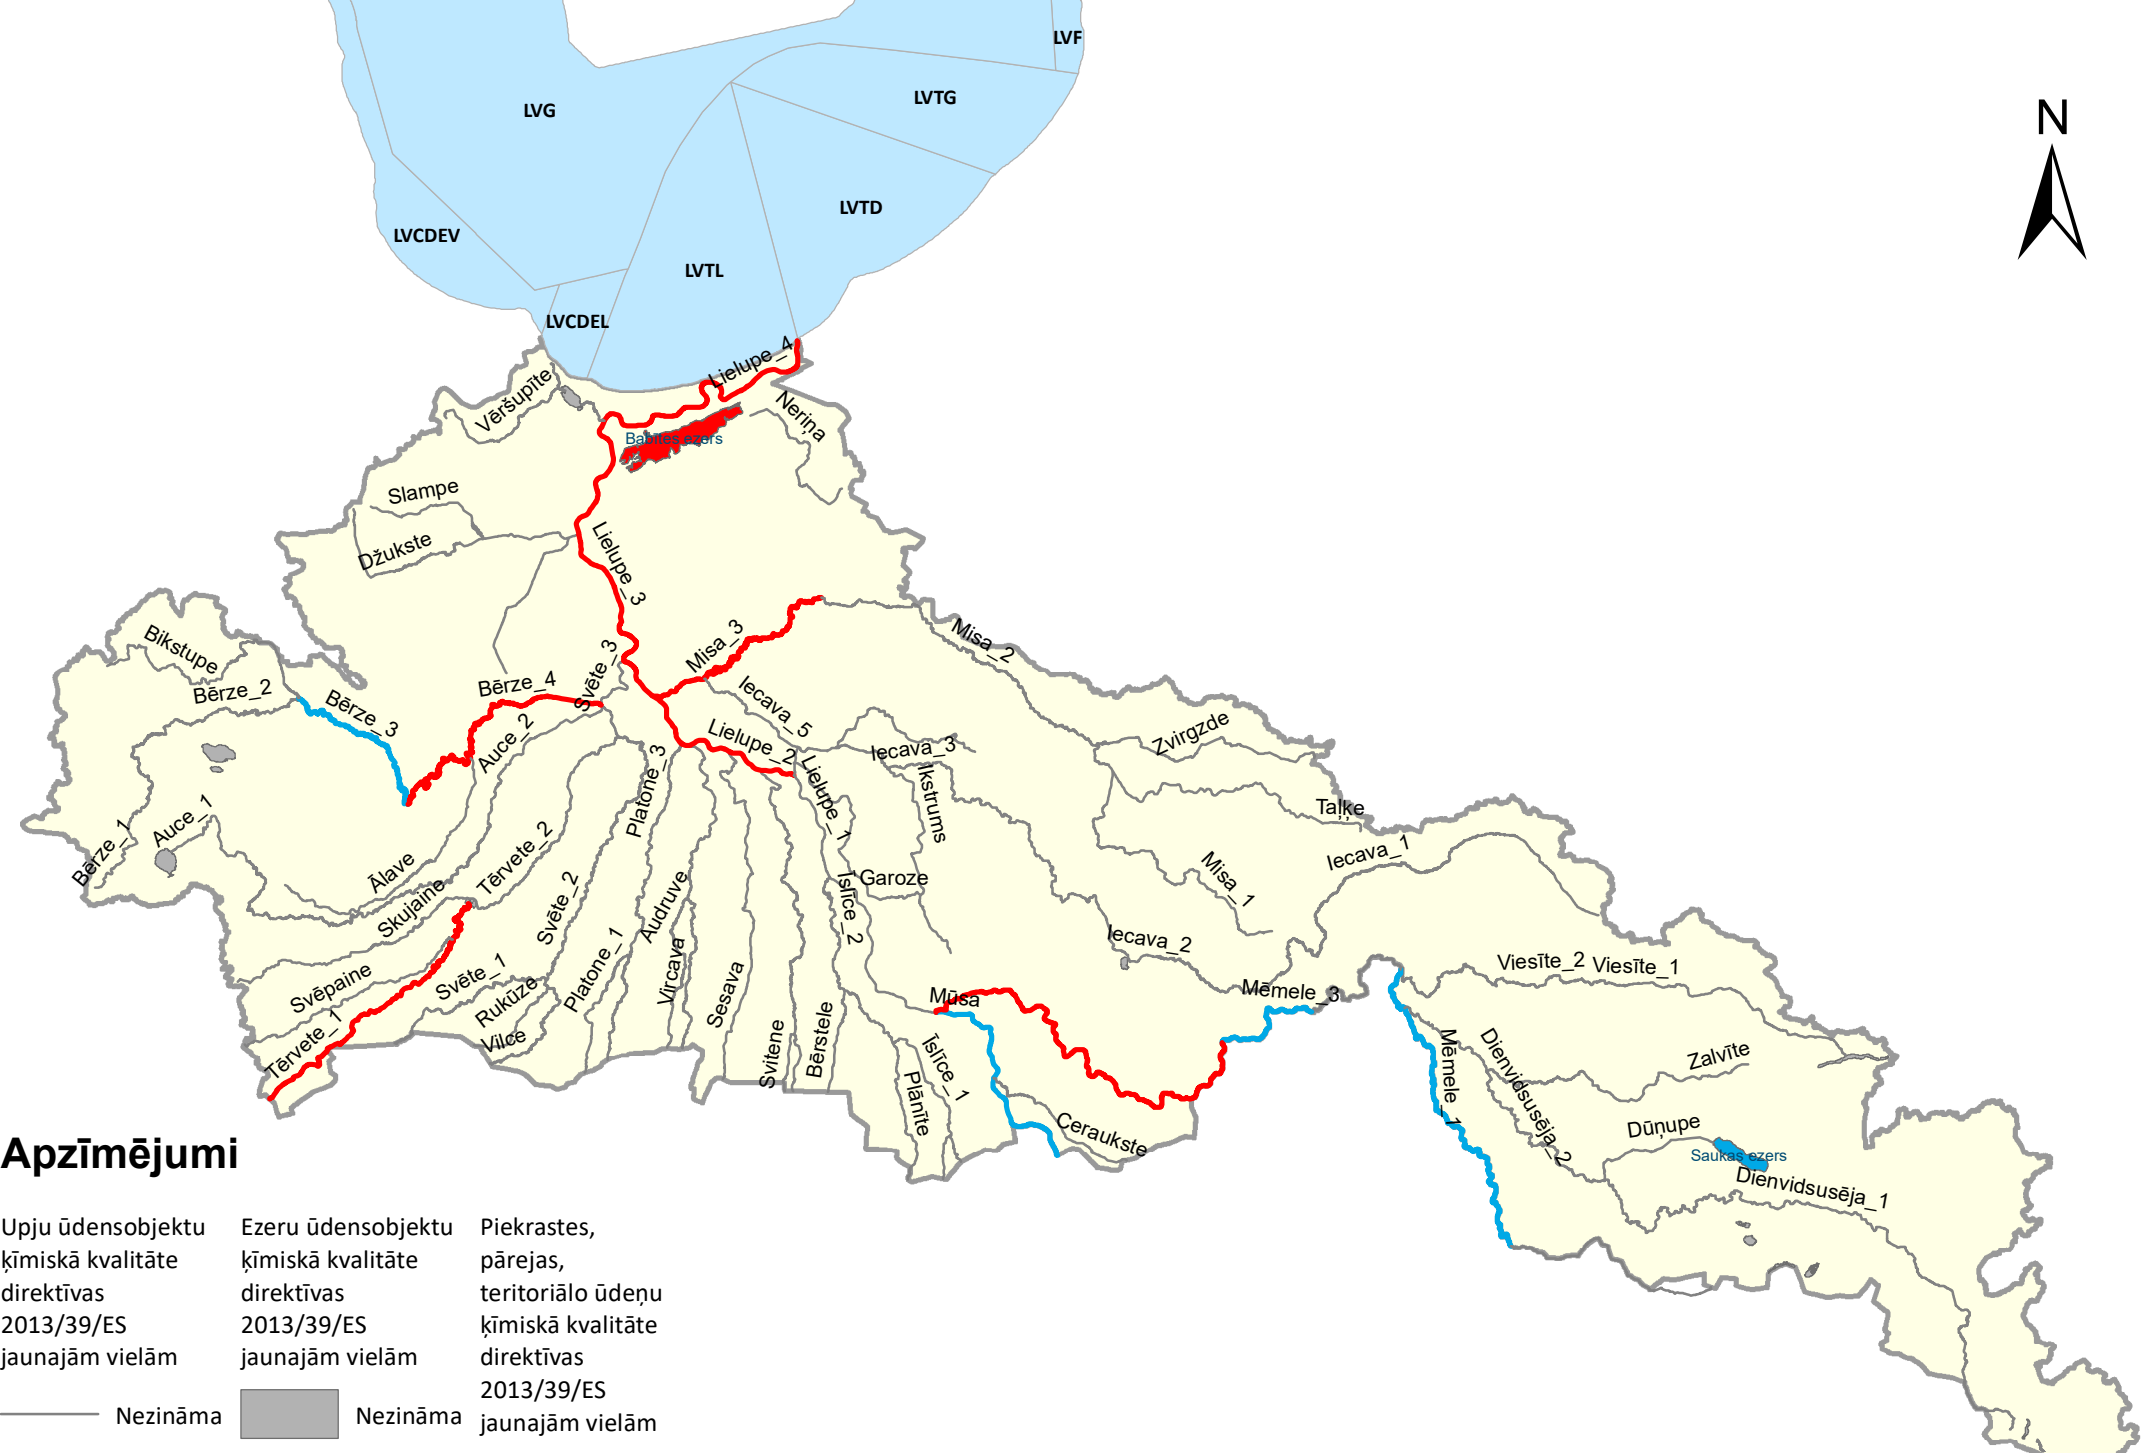 LVF
LVG
LVTG
N
LVTD
LVCDEV
LVTL
LVCDEL
Lielupe_4
Vēršupīte
Neriņa
Babītes ezers
Slampe
Džukste
Lielupe_3
Misa_3
Misa_2
Bikstupe
Bērze_2
Bērze_3
Bērze_4
Svēte_3
Auce_2
Iecava_5
Lielupe_2
Iecava_3
Zvirgzde
Platone_3
Lielupe_1
Ikstrums
Taļķe
Auce_1
Bērze_1
Ālave
Tērvete_2
Iecava_1
Misa_1
Skujaine
Svēte_2
Audruve
Īslīce_2
Garoze
Iecava_2
Viesīte_2
Viesīte_1
Svēpaine
Svēte_1
Rukūze
Platone_1
Vircava
Sesava
Mūsa
Mēmele_3
Tērvete_1
Vilce
Svitene
Bērstele
Īslīce_1
Plānīte
Ceraukste
Mēmele_1
Dienvidsusēja_2
Zalvīte
Dūņupe
Saukas ezers
Dienvidsusēja_1
Apzīmējumi
Upju ūdensobjektu
ķīmiskā kvalitāte
direktīvas
2013/39/ES
jaunajām vielām
Nezināma
Ezeru ūdensobjektu
ķīmiskā kvalitāte
direktīvas
2013/39/ES
jaunajām vielām
Nezināma
Piekrastes,
pārejas,
teritoriālo ūdeņu
ķīmiskā kvalitāte
direktīvas
2013/39/ES
jaunajām vielām